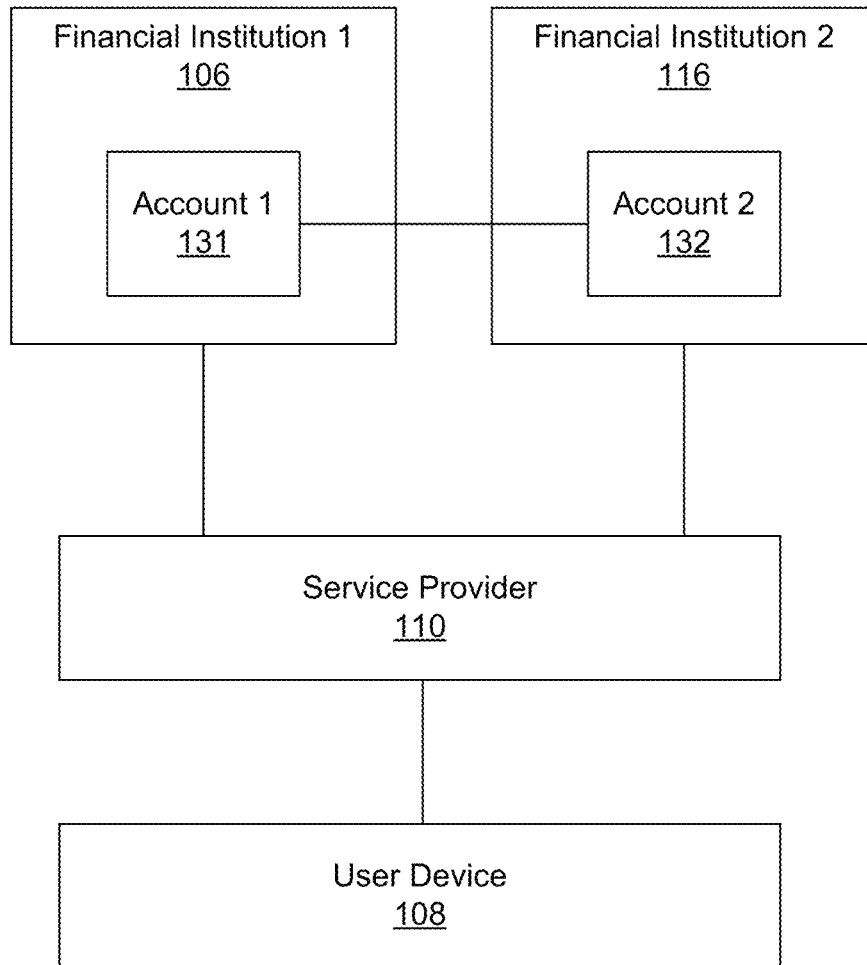 Financial Institution 1
106
Financial Institution 2
116
Account 1
131
Account 2
132
Service Provider
110
User Device
108